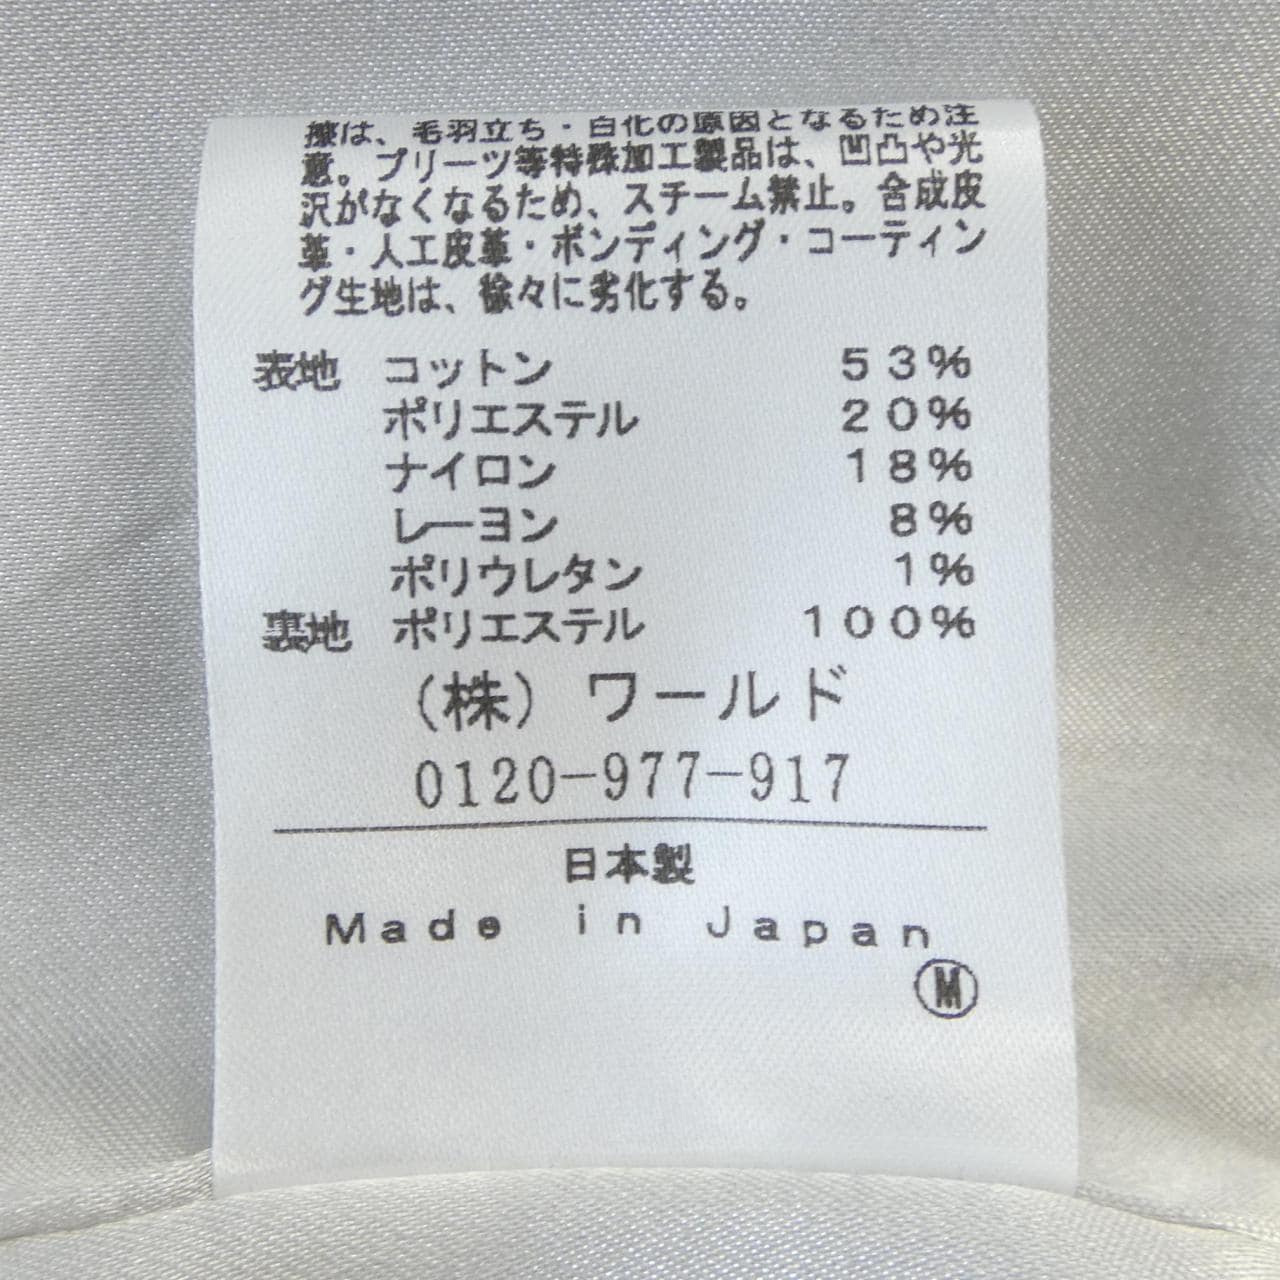 擦は、毛羽立ち・白化の原因となるため注
意。プリーツ等特殊加工製品は、凹凸や光
沢がなくなるため、スチーム禁止。合成皮
革・人工皮革・ボンディング・コーティン
グ生地は、徐々に劣化する。
表地 コットン 53%
ポリエステル 20%
ナイロン 18%
レーヨン 8%
ポリウレタン 1%
裏地 ポリエステル 100%
(株) ワールド
0120-977-917
日本製
Made in Japan
M